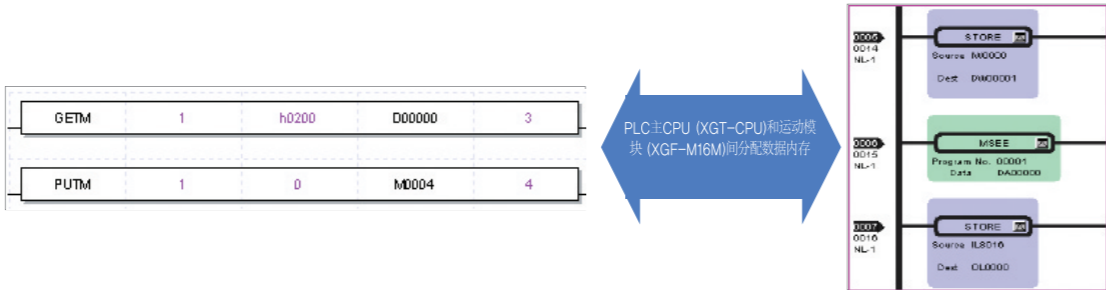 GETM 1 h0200 D00000 3
PUTM 1 0 M0004 4
PLC主CPU (XGT-CPU)和运动模
块 (XGF-M16M)间分配数据内存
0005
0014
NL-1
STORE
Source M0000
Dest DW00001
0006
0015
NL-1
MSEE
Program No. 00001
Data DA00000
0007
0016
NL-1
STORE
Source IL8016
Dest OL0000